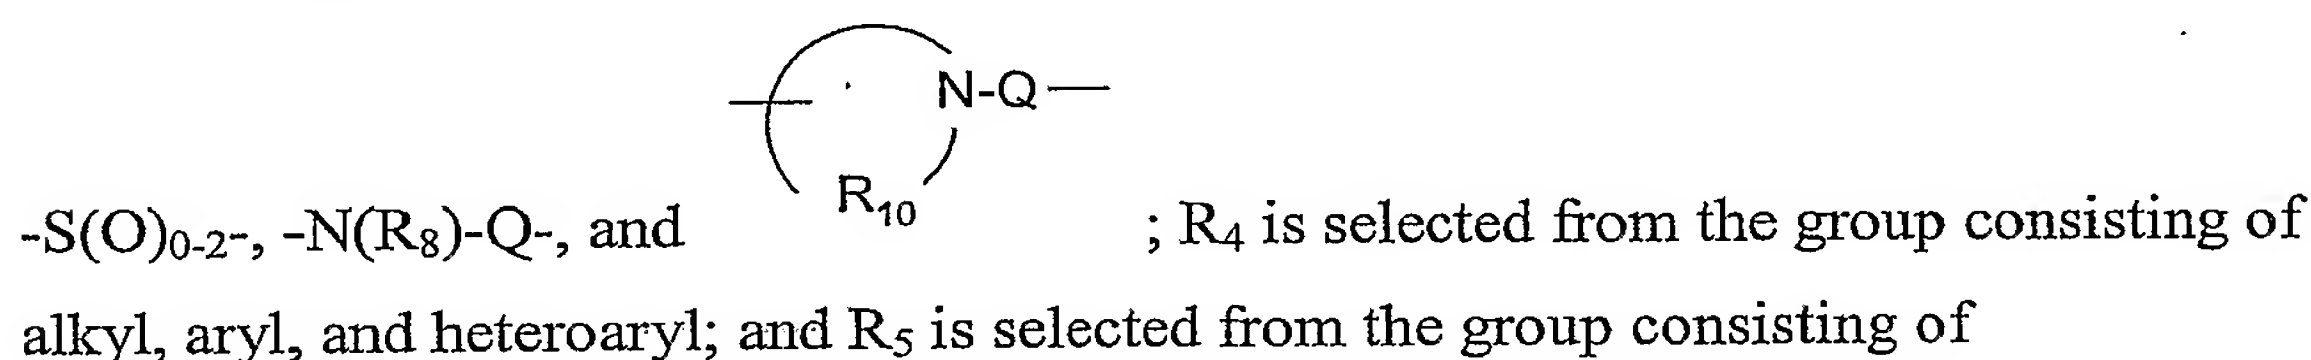 N-Q—
R₁₀
-S(O)₀₋₂-, -N(R₈)-Q-, and ; R₄ is selected from the group consisting of
alkyl, aryl, and heteroaryl; and R₅ is selected from the group consisting of